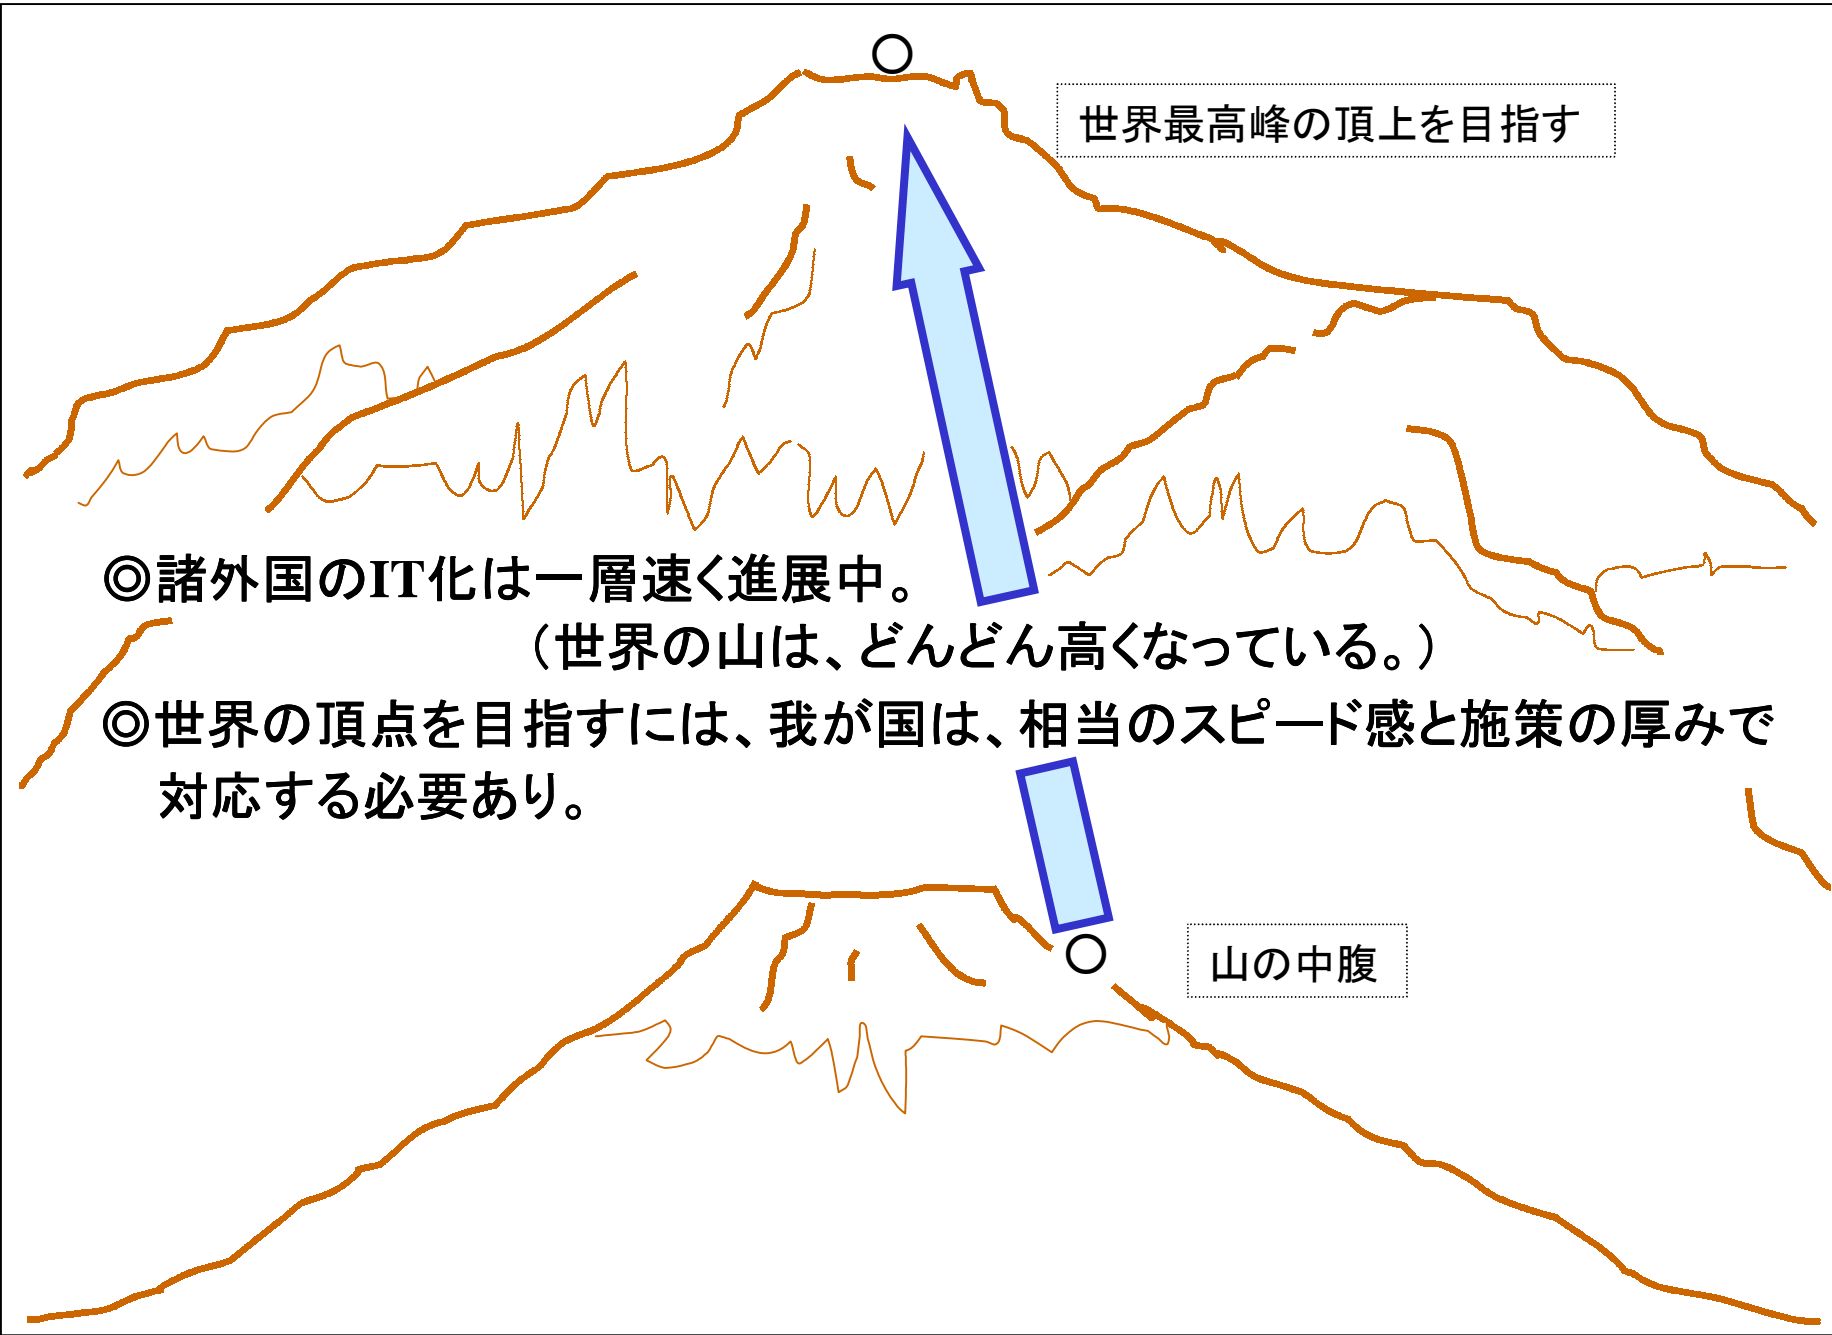 世界最高峰の頂上を目指す
◎諸外国のIT化は一層速く進展中。
（世界の山は、どんどん高くなっている。）
◎世界の頂点を目指すには、我が国は、相当のスピード感と施策の厚みで
対応する必要あり。
山の中腹